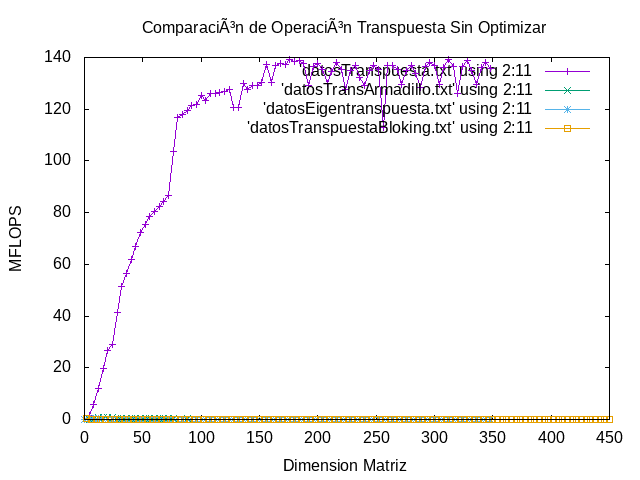 ComparaciÃ³n de OperaciÃ³n Transpuesta Sin Optimizar
MFLOPS
140
120
100
80
60
40
20
0
'datosTranspuesta.txt' using 2:11
'datosTransArmadillo.txt' using 2:11
'datosEigentranspuesta.txt' using 2:11
'datosTranspuestaBloking.txt' using 2:11
0 50 100 150 200 250 300 350 400 450
Dimension Matriz